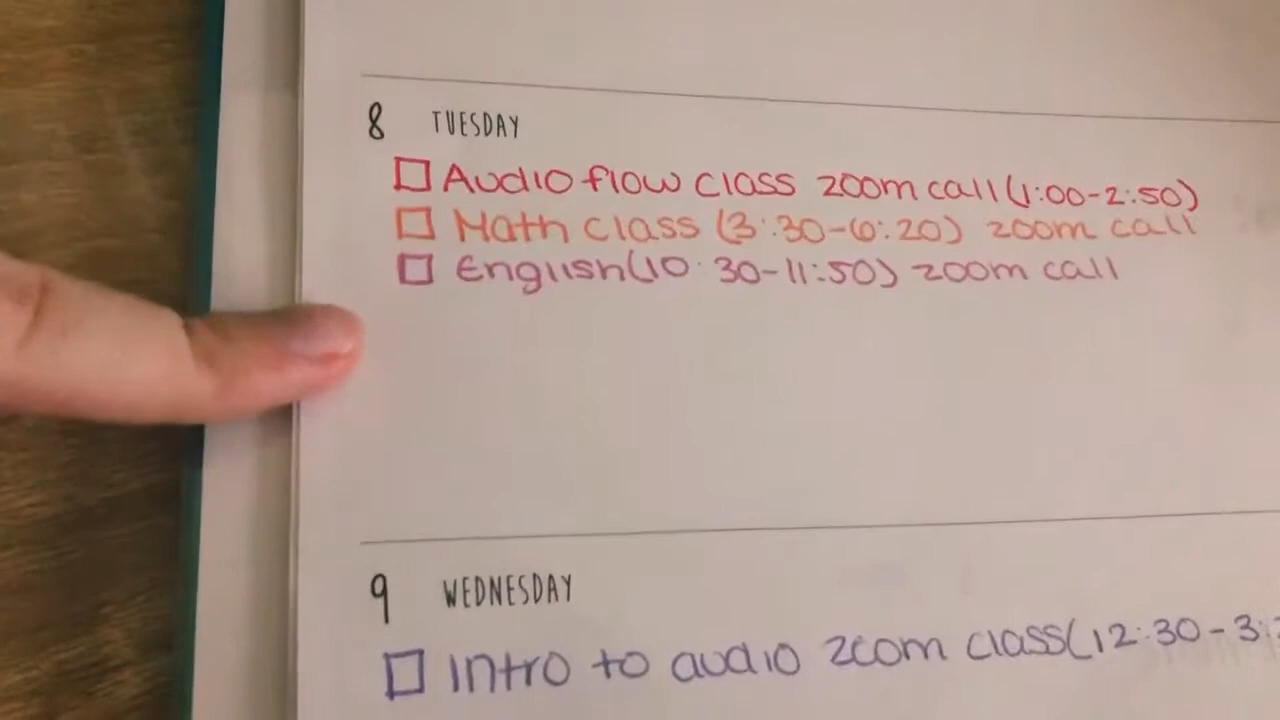 8 TUESDAY
Audio flow class zoom call (1:00-2:50)
Math class (3:30-6:20) zoom call
English (10:30-11:50) zoom call
9 WEDNESDAY
Intro to audio zoom class (12:30-3: